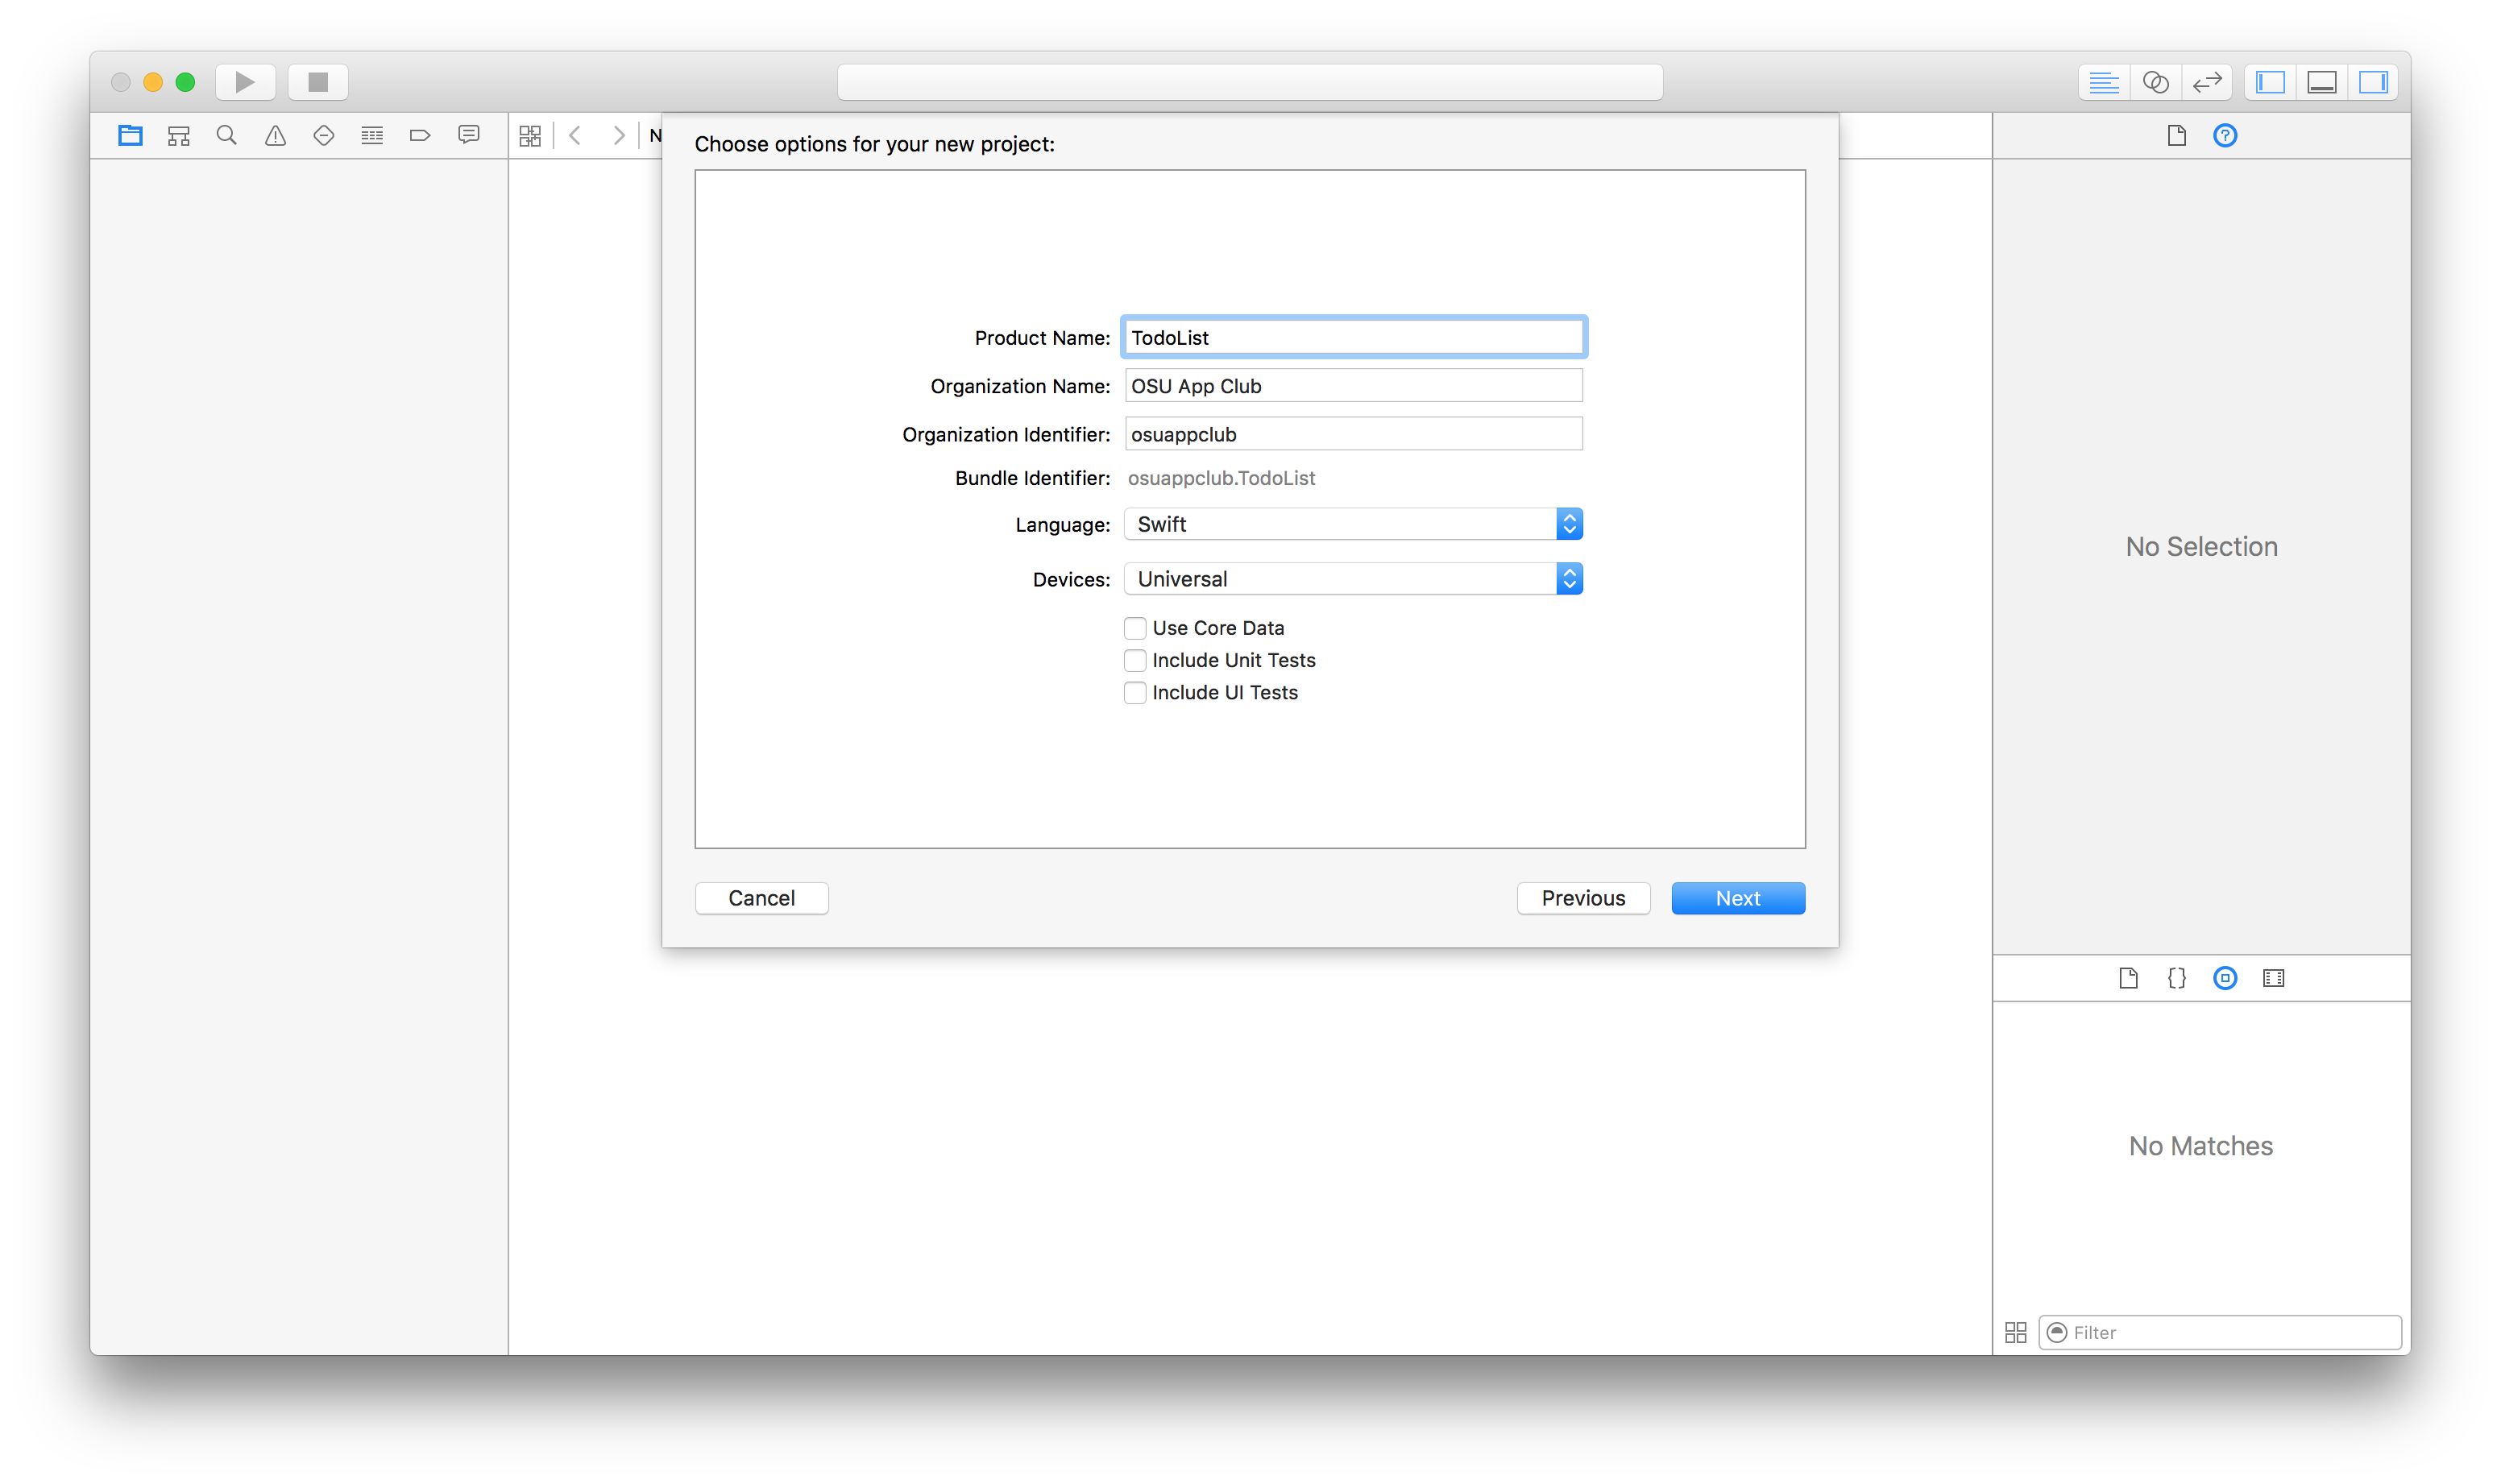 N
Choose options for your new project:
Product Name: TodoList
Organization Name: OSU App Club
Organization Identifier: osuappclub
Bundle Identifier: osuappclub.TodoList
Language: Swift
Devices: Universal
Use Core Data
Include Unit Tests
Include UI Tests
Cancel
Previous
Next
No Selection
No Matches
Filter